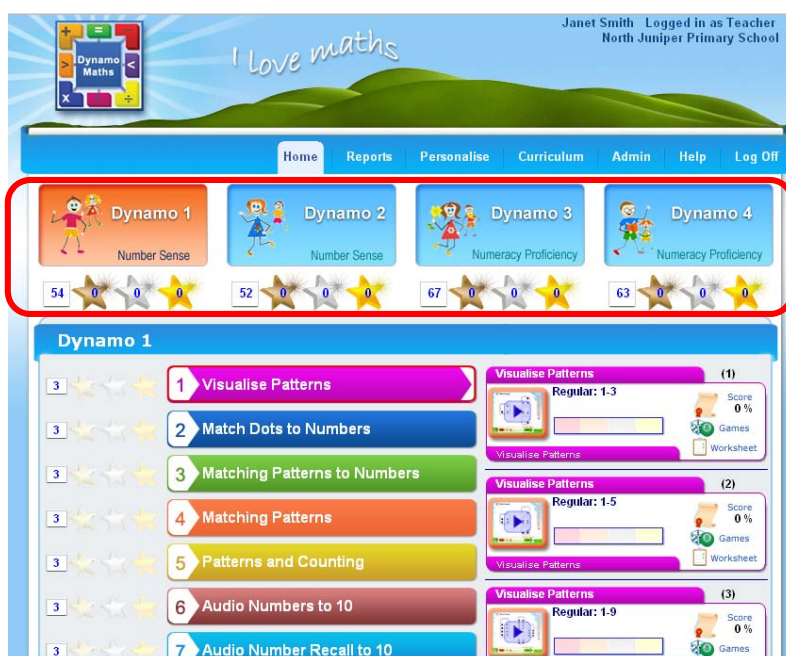 Janet Smith Logged in as Teacher
North Juniper Primary School
Dynamo
Maths
I love maths
Home Reports Personalise Curriculum Admin Help Log Off
Dynamo 1
Number Sense
Dynamo 2
Number Sense
Dynamo 3
Numeracy Proficiency
Dynamo 4
Numeracy Proficiency
54 0 0 0
52 0 0 0
67 0 0 0
63 0 0 0
Dynamo 1
3 1 Visualise Patterns
3 2 Match Dots to Numbers
3 3 Matching Patterns to Numbers
3 4 Matching Patterns
3 5 Patterns and Counting
3 6 Audio Numbers to 10
3 7 Audio Number Recall to 10
Visualise Patterns (1)
Regular: 1-3
Score
0 %
Games
Worksheet
Visualise Patterns
Visualise Patterns (2)
Regular: 1-5
Score
0 %
Games
Worksheet
Visualise Patterns
Visualise Patterns (3)
Regular: 1-9
Score
0 %
Games